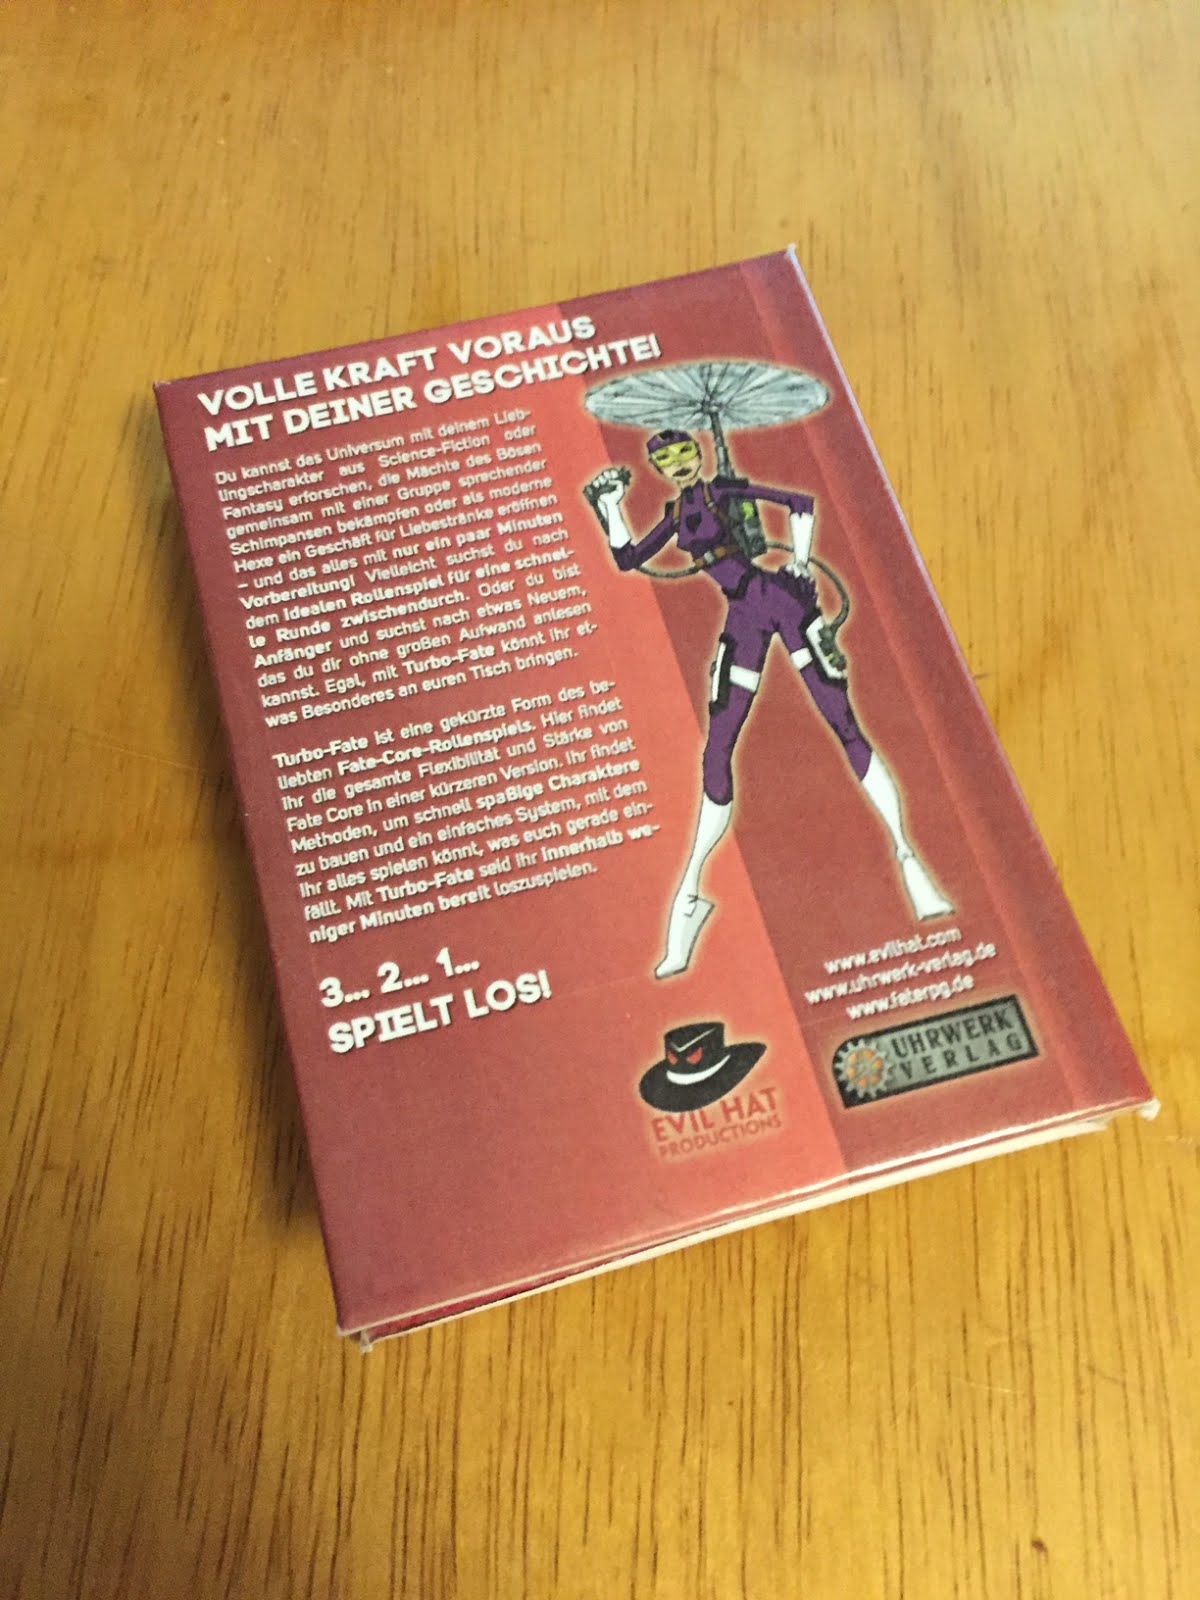 VOLLE KRAFT VORAUS
MIT DEINER GESCHICHTE!
Du kannst das Universum mit deinem Lieb-
lingscharakter aus Science-Fiction oder
Fantasy erforschen, die Mächte des Bösen
gemeinsam mit einer Gruppe sprechender
Schimpansen bekämpfen oder als moderne
Hexe ein Geschäft für Liebestränke eröffnen
– und das alles mit nur ein paar Minuten
Vorbereitung! Vielleicht suchst du nach
dem idealen Rollenspiel für eine schnel-
le Runde zwischendurch. Oder du bist
Anfänger und suchst nach etwas Neuem,
das du dir ohne großen Aufwand anlesen
kannst. Egal, mit Turbo-Fate könnt ihr et-
was Besonderes an euren Tisch bringen.
Turbo-Fate ist eine gekürzte Form des be-
liebten Fate-Core-Rollenspiels. Hier findet
ihr die gesamte Flexibilität und Stärke von
Fate Core in einer kürzeren Version. Ihr findet
Methoden, um schnell spaßige Charaktere
zu bauen und ein einfaches System, mit dem
ihr alles spielen könnt, was euch gerade ein-
fällt. Mit Turbo-Fate seid ihr innerhalb we-
niger Minuten bereit loszuspielen.
3... 2... 1...
SPIELT LOS!
www.evilhat.com
www.uhrwerk-verlag.de
www.faterpg.de
EVIL HAT
PRODUCTIONS
UHRWERK
VERLAG